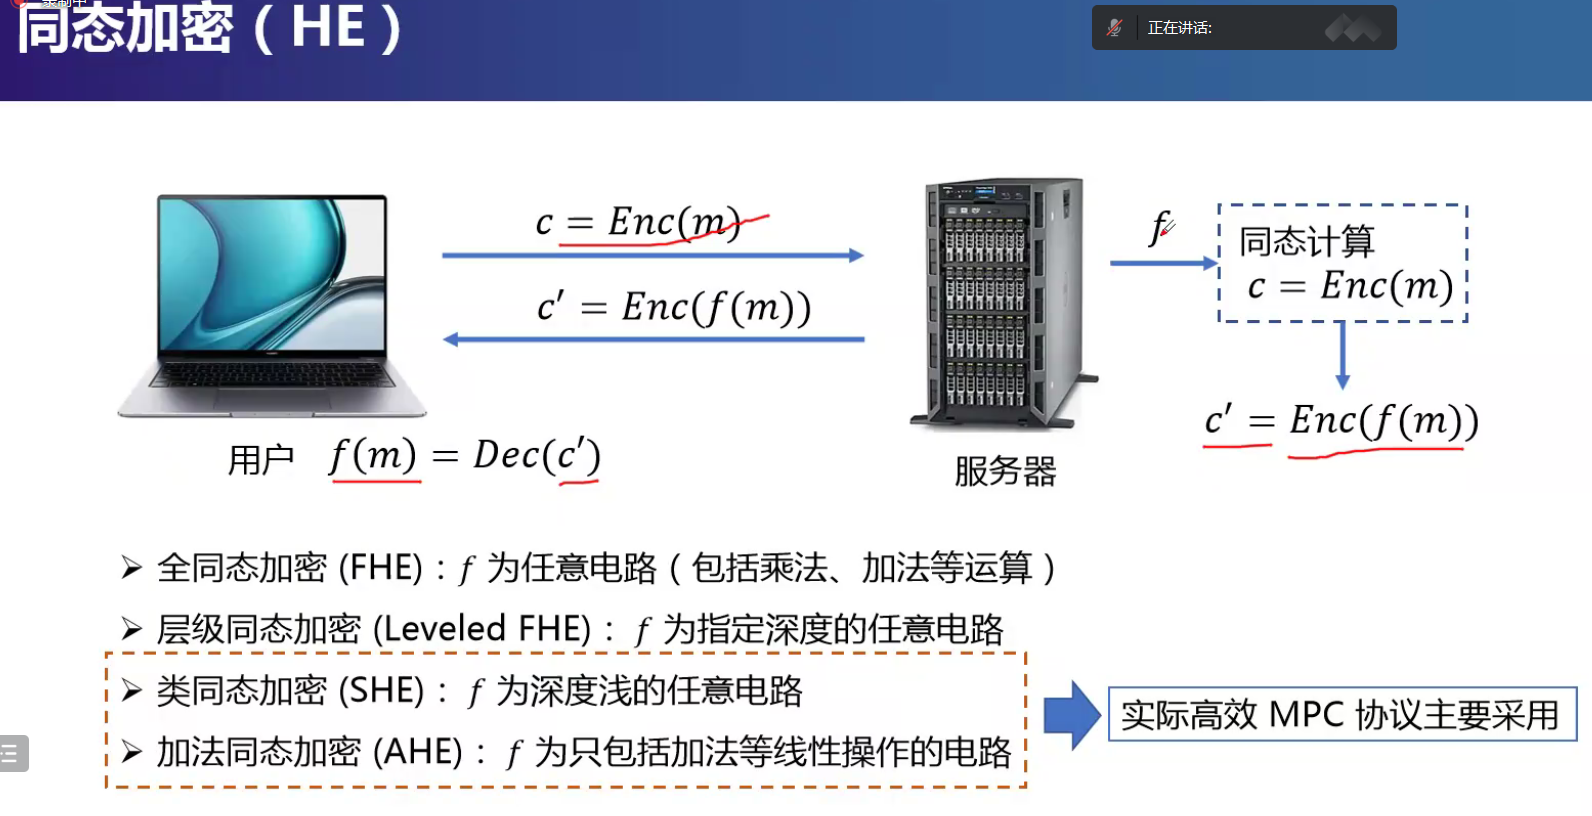 录制中
同态加密（HE）
正在讲话:
c = Enc(m)
c′ = Enc(f(m))
f
同态计算
c = Enc(m)
c′ = Enc(f(m))
用户 f(m) = Dec(c′)
服务器
➢ 全同态加密 (FHE)：f 为任意电路（包括乘法、加法等运算）
➢ 层级同态加密 (Leveled FHE)：f 为指定深度的任意电路
➢ 类同态加密 (SHE)：f 为深度浅的任意电路
➢ 加法同态加密 (AHE)：f 为只包括加法等线性操作的电路
实际高效 MPC 协议主要采用